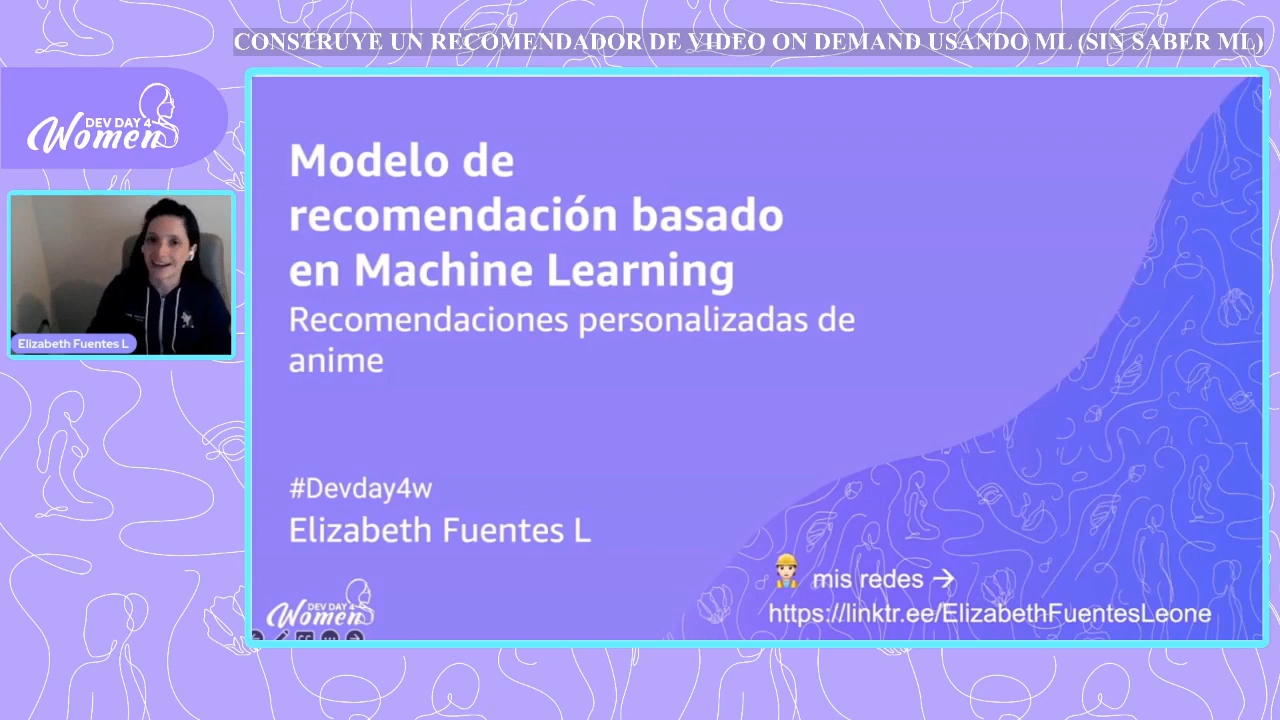 CONSTRUYE UN RECOMENDADOR DE VIDEO ON DEMAND USANDO ML (SIN SABER ML)
DEV DAY 4
Women
Elizabeth Fuentes L
Modelo de
recomendación basado
en Machine Learning
Recomendaciones personalizadas de
anime
#Devday4w
Elizabeth Fuentes L
DEV DAY 4
Women
mis redes →
https://linktr.ee/ElizabethFuentesLeone